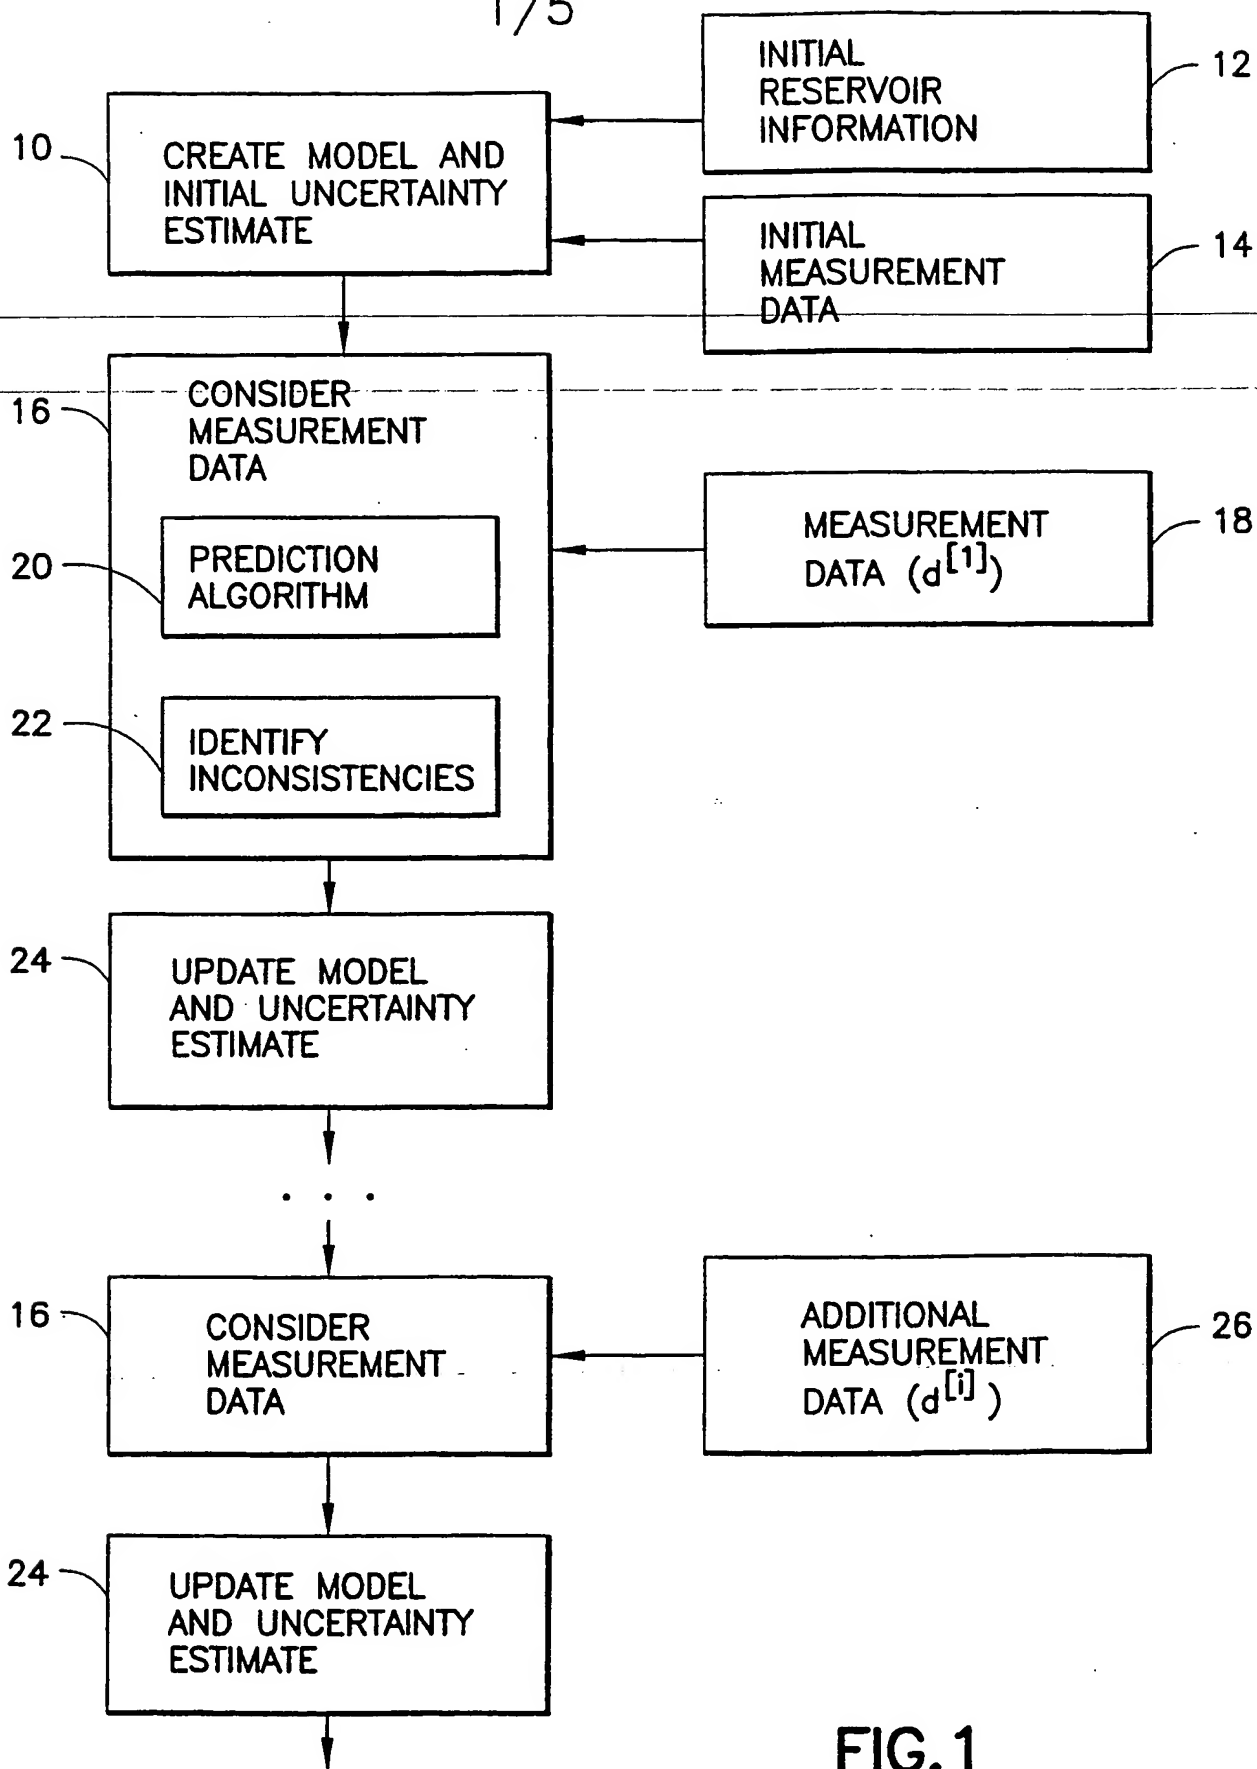 1/5
INITIAL
RESERVOIR
INFORMATION
12
10
CREATE MODEL AND
INITIAL UNCERTAINTY
ESTIMATE
INITIAL
MEASUREMENT
DATA
14
16
CONSIDER
MEASUREMENT
DATA
MEASUREMENT
DATA (d[1])
18
20
PREDICTION
ALGORITHM
22
IDENTIFY
INCONSISTENCIES
24
UPDATE MODEL
AND UNCERTAINTY
ESTIMATE
. . .
16
CONSIDER
MEASUREMENT
DATA
ADDITIONAL
MEASUREMENT
DATA (d[i])
26
24
UPDATE MODEL
AND UNCERTAINTY
ESTIMATE
FIG.1